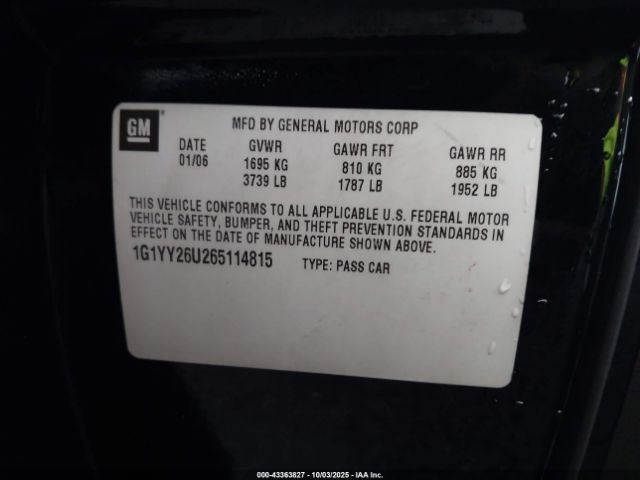 GM
MFD BY GENERAL MOTORS CORP
DATE GVWR GAWR FRT GAWR RR
01/06 1695 KG 810 KG 885 KG
3739 LB 1787 LB 1952 LB
THIS VEHICLE CONFORMS TO ALL APPLICABLE U.S. FEDERAL MOTOR
VEHICLE SAFETY, BUMPER, AND THEFT PREVENTION STANDARDS IN
EFFECT ON THE DATE OF MANUFACTURE SHOWN ABOVE.
1G1YY26U265114815 TYPE: PASS CAR
000-43363827 - 10/03/2025 - IAA Inc.